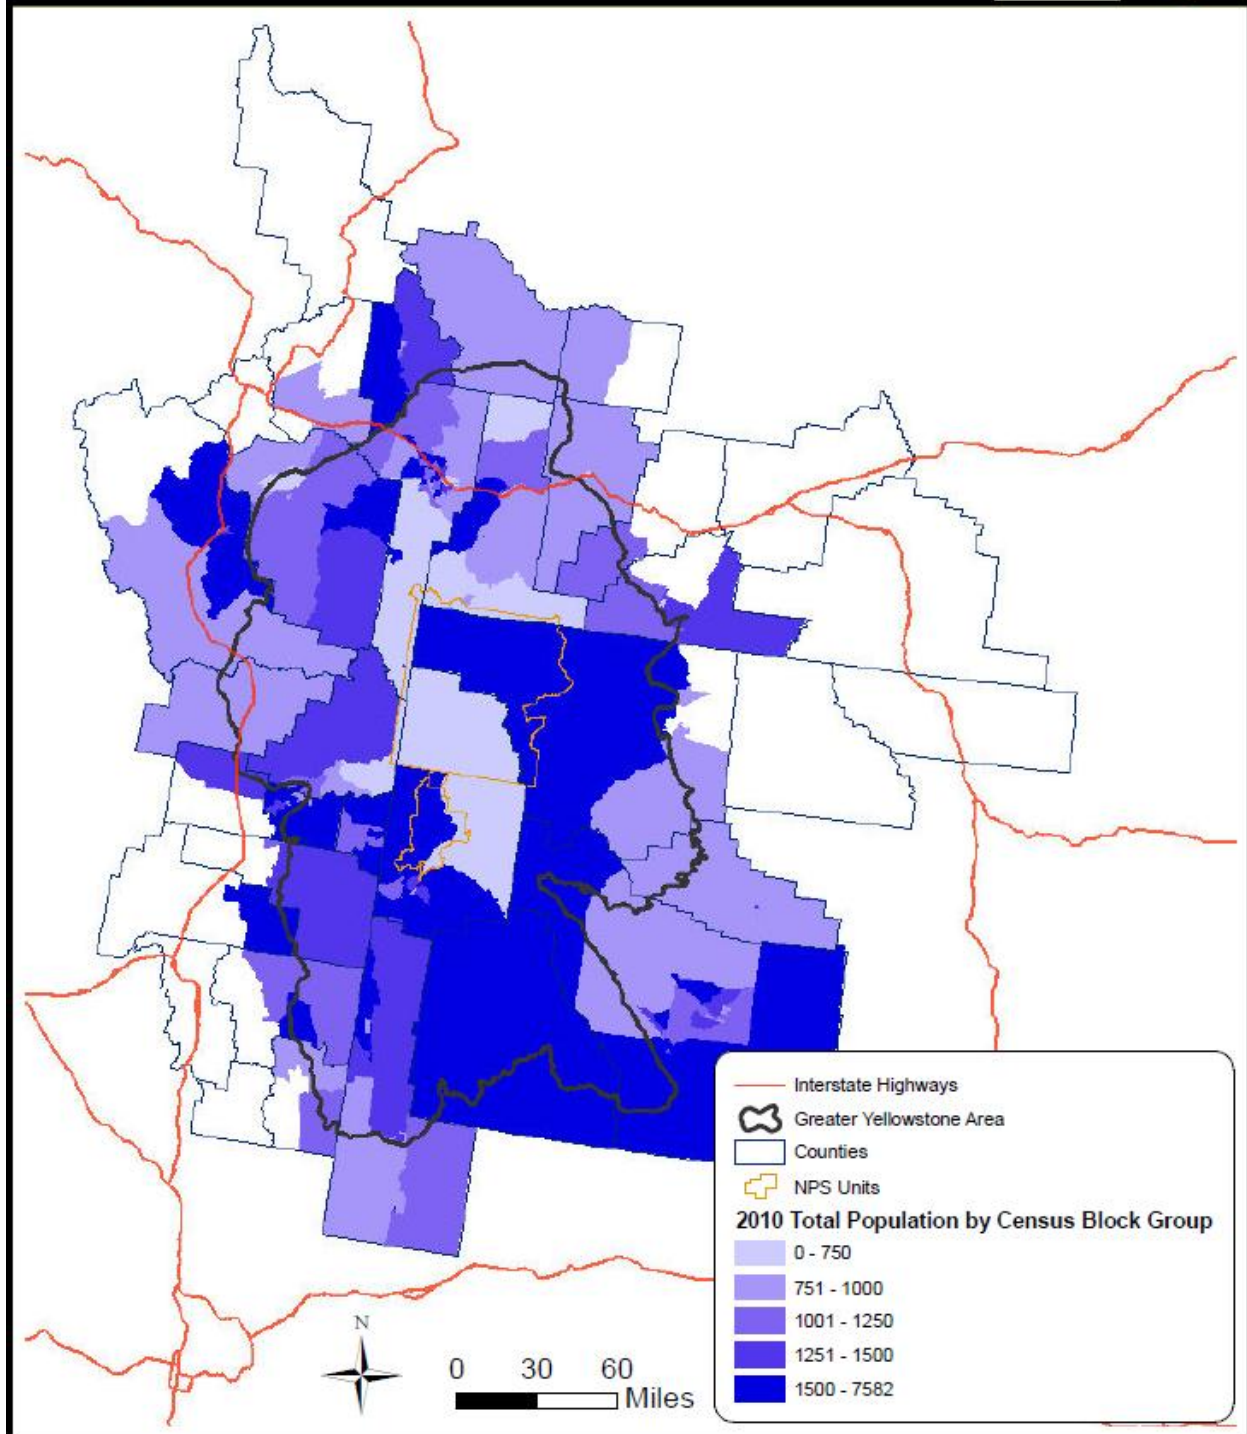 Interstate Highways
Greater Yellowstone Area
Counties
NPS Units
2010 Total Population by Census Block Group
0 - 750
751 - 1000
1001 - 1250
1251 - 1500
1500 - 7582
N
0 30 60
Miles